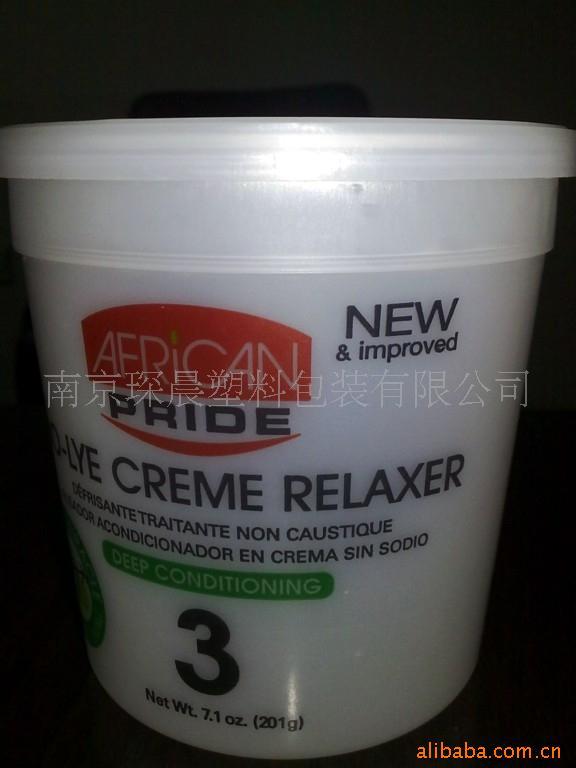 NEW
& improved
AFRiCAN
PRIDE
南京琛晨塑料包装有限公司
-LYE CREME RELAXER
DÉFRISANTE TRAITANTE NON CAUSTIQUE
ACONDICIONADOR EN CREMA SIN SODIO
DEEP CONDITIONING
3
Net Wt. 7.1 oz. (201g)
alibaba.com.cn